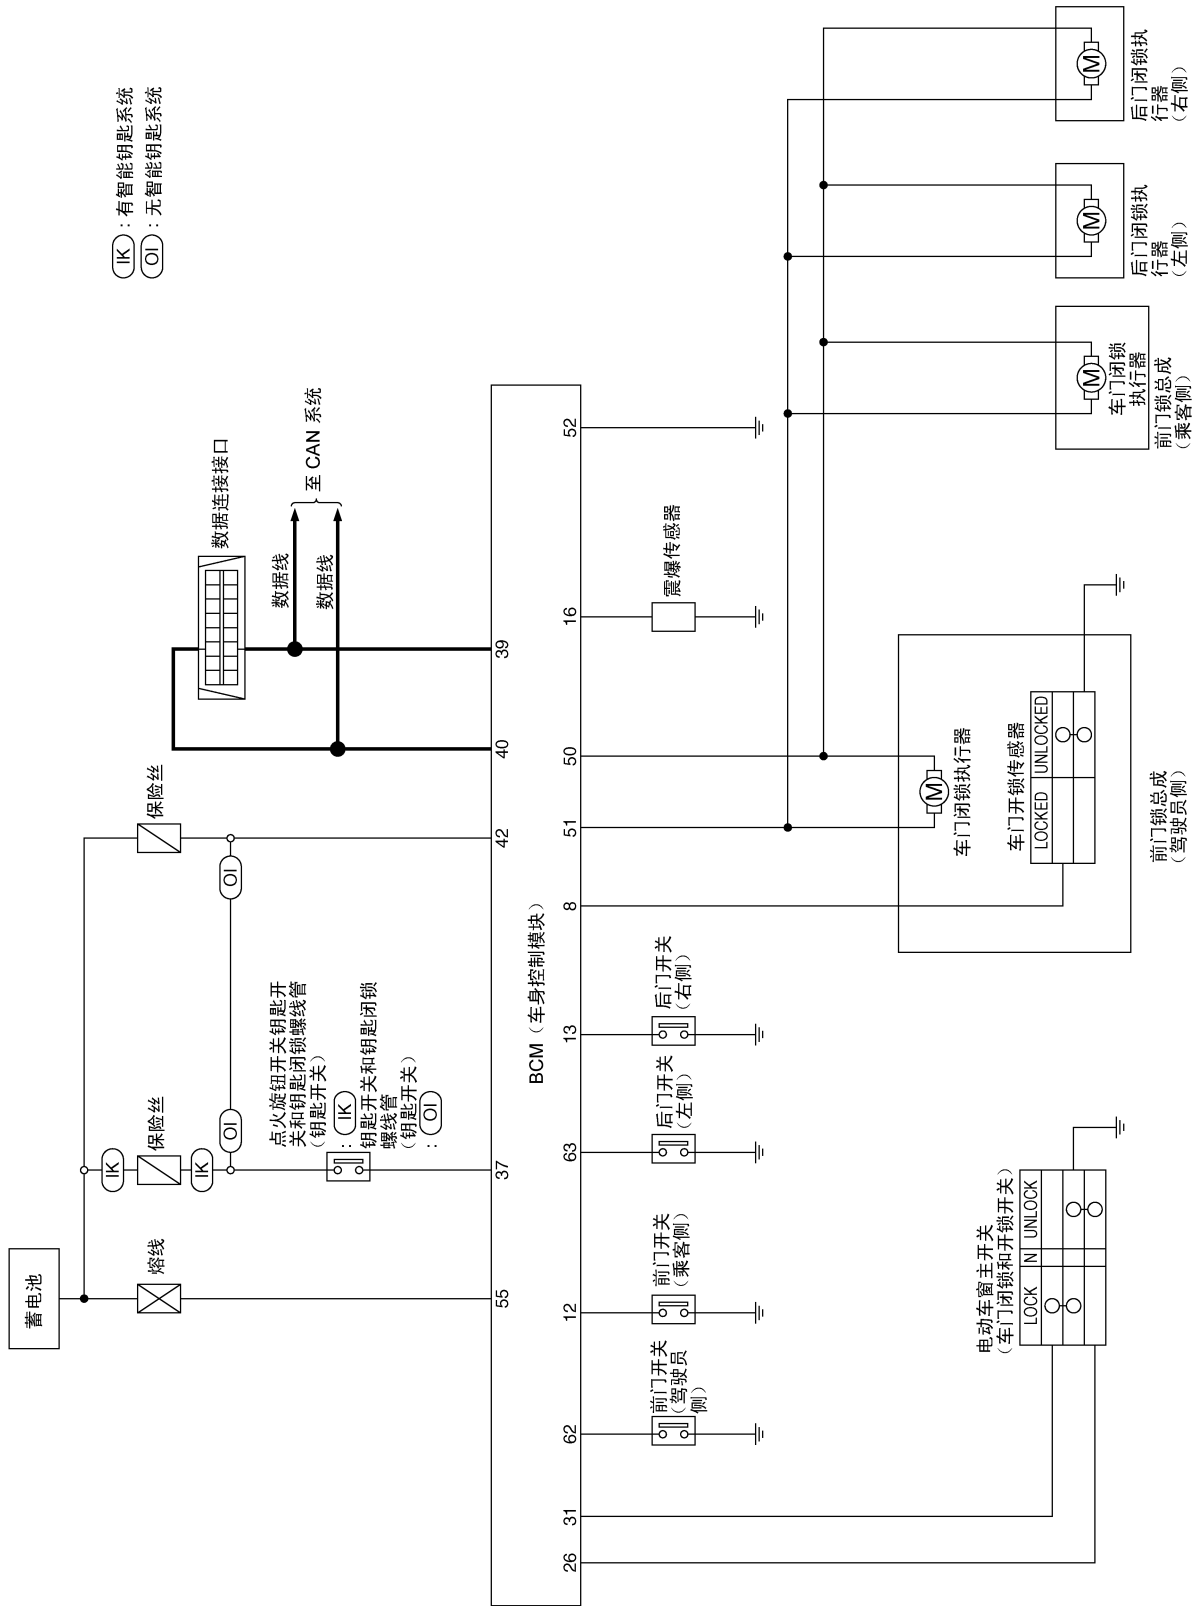 蓄电池
熔线
IK
保险丝
IK
OI
OI
保险丝
点火旋钮开关钥匙开
关和钥匙闭锁螺线管
（钥匙开关）
：IK
钥匙开关和钥匙闭锁
螺线管
（钥匙开关）
：OI
数据连接接口
数据线
数据线
至 CAN 系统
IK：有智能钥匙系统
OI：无智能钥匙系统
55
37
42
40
39
BCM（车身控制模块）
26
31
62
12
63
13
8
51
50
16
52
前门开关
（驾驶员
侧）
前门开关
（乘客侧）
后门开关
（左侧）
后门开关
（右侧）
震爆传感器
电动车窗主开关
（车门闭锁和开锁开关）
LOCK
N
UNLOCK
M
车门闭锁执行器
车门开锁传感器
LOCKED
UNLOCKED
前门锁总成
（驾驶员侧）
M
车门闭锁
执行器
前门锁总成
（乘客侧）
M
后门闭锁执
行器
（左侧）
M
后门闭锁执
行器
（右侧）